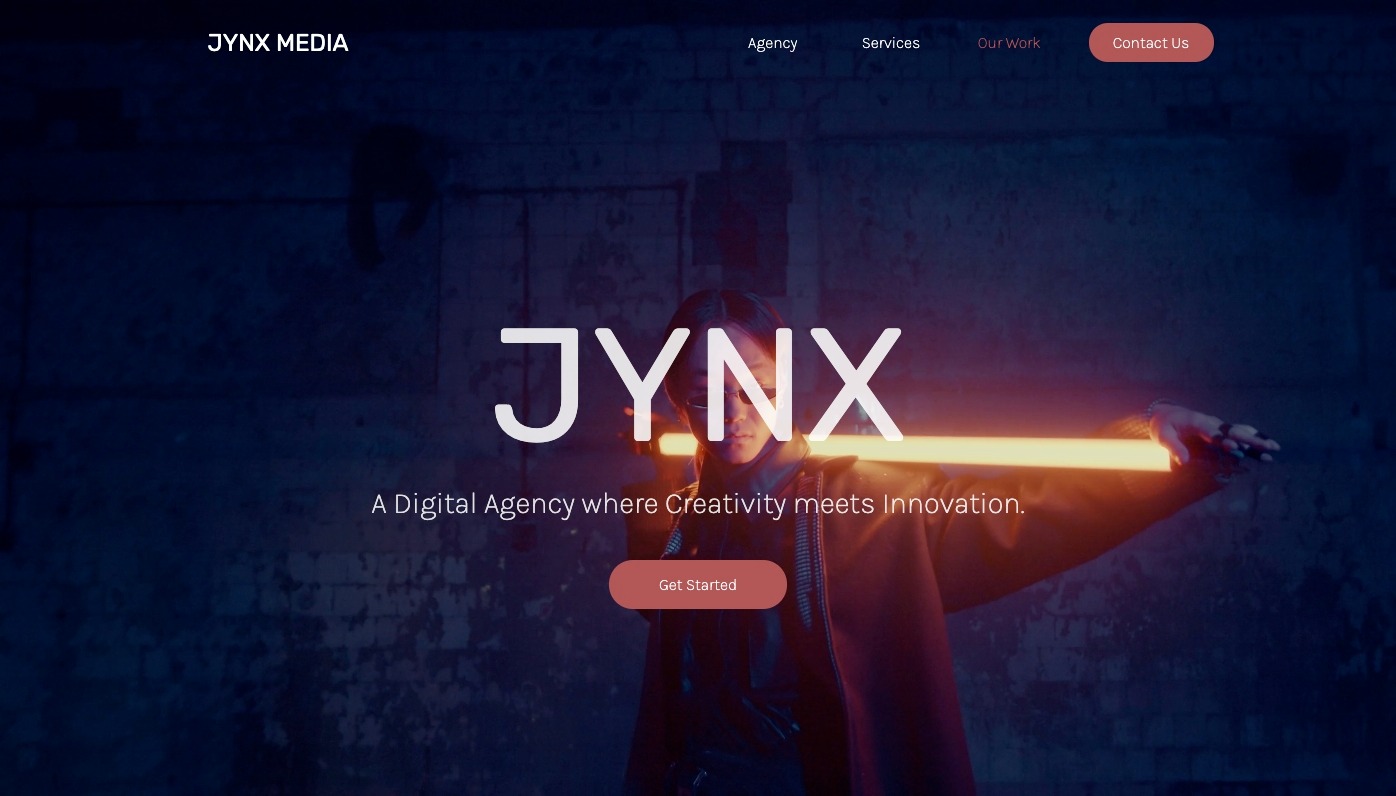 JYNX MEDIA
Agency
Services
Our Work
Contact Us
JYNX
A Digital Agency where Creativity meets Innovation.
Get Started